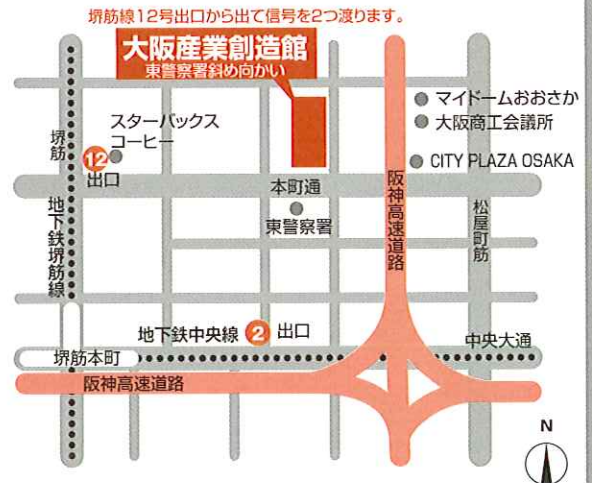 堺筋線12号出口から出て信号を2つ渡ります。
大阪産業創造館
東警察署斜め向かい
マイドームおおさか
大阪商工会議所
CITY PLAZA OSAKA
スターバックス
コーヒー
堺筋
12
出口
本町通
東警察署
阪神高速道路
松屋町筋
地下鉄堺筋線
地下鉄中央線
2
出口
中央大通
堺筋本町
阪神高速道路
N